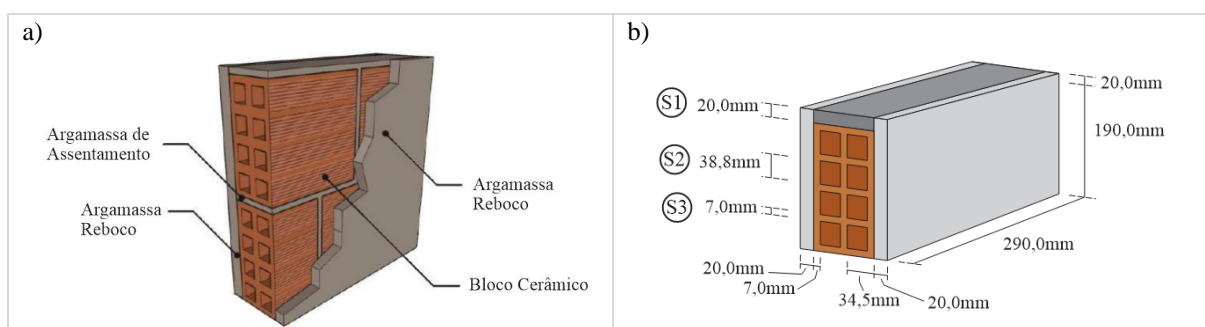 a)
Argamassa de
Assentamento
Argamassa
Reboco
Argamassa
Reboco
Bloco Cerâmico
b)
S1 20,0mm
S2 38,8mm
S3 7,0mm
20,0mm
190,0mm
290,0mm
20,0mm
7,0mm
34,5mm
20,0mm